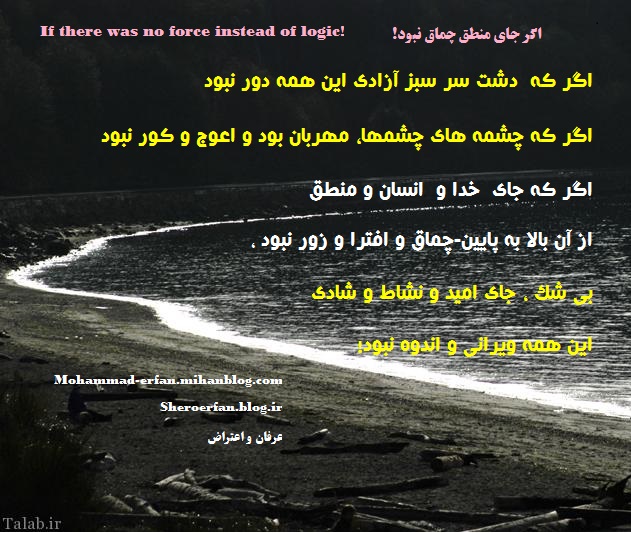 If there was no force instead of logic! اگر جای منطق چماق نبود!
اگر که دشت سر سبز آزادی این همه دور نبود
اگر که چشمه های چشمها، مهربان بود و اعوج و کور نبود
اگر که جای خدا و انسان و منطق
از آن بالا به پایین-چماق و افترا و زور نبود ،
بی شك ، جای امید و نشاط و شادی
این همه ویرانی و اندوه نبود!
Mohammad-erfan.mihanblog.com
Sheroerfan.blog.ir
عرفان و اعتراض
Talab.ir